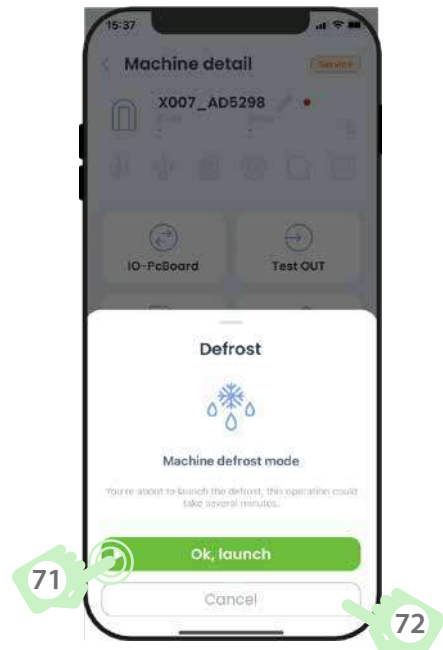 15:37
Machine detail
Service
X007_AD5298
IO-PcBoard
Test OUT
Defrost
Machine defrost mode
You're about to launch the defrost, this operation could
take several minutes.
Ok, launch
71
Cancel
72